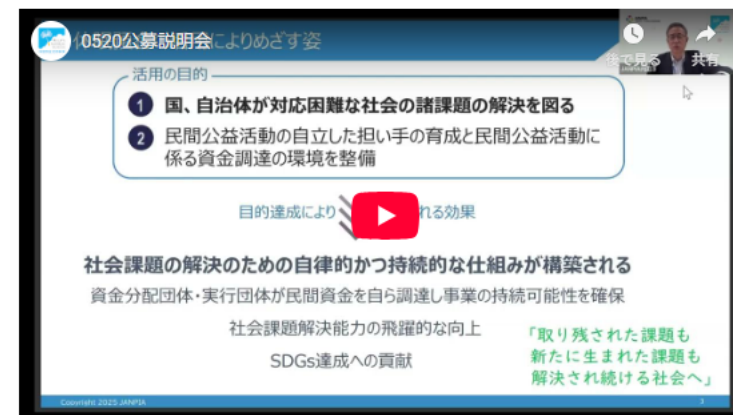 0520公募説明会によりめざす姿
後で見る
共有
活用の目的
1 国、自治体が対応困難な社会の諸課題の解決を図る
2 民間公益活動の自立した担い手の育成と民間公益活動に
係る資金調達の環境を整備
目的達成により
れる効果
社会課題の解決のための自律的かつ持続的な仕組みが構築される
資金分配団体・実行団体が民間資金を自ら調達し事業の持続可能性を確保
社会課題解決能力の飛躍的な向上
SDGs達成への貢献
「取り残された課題も
新たに生まれた課題も
解決され続ける社会へ」
Copyright 2025 JANPIA
3